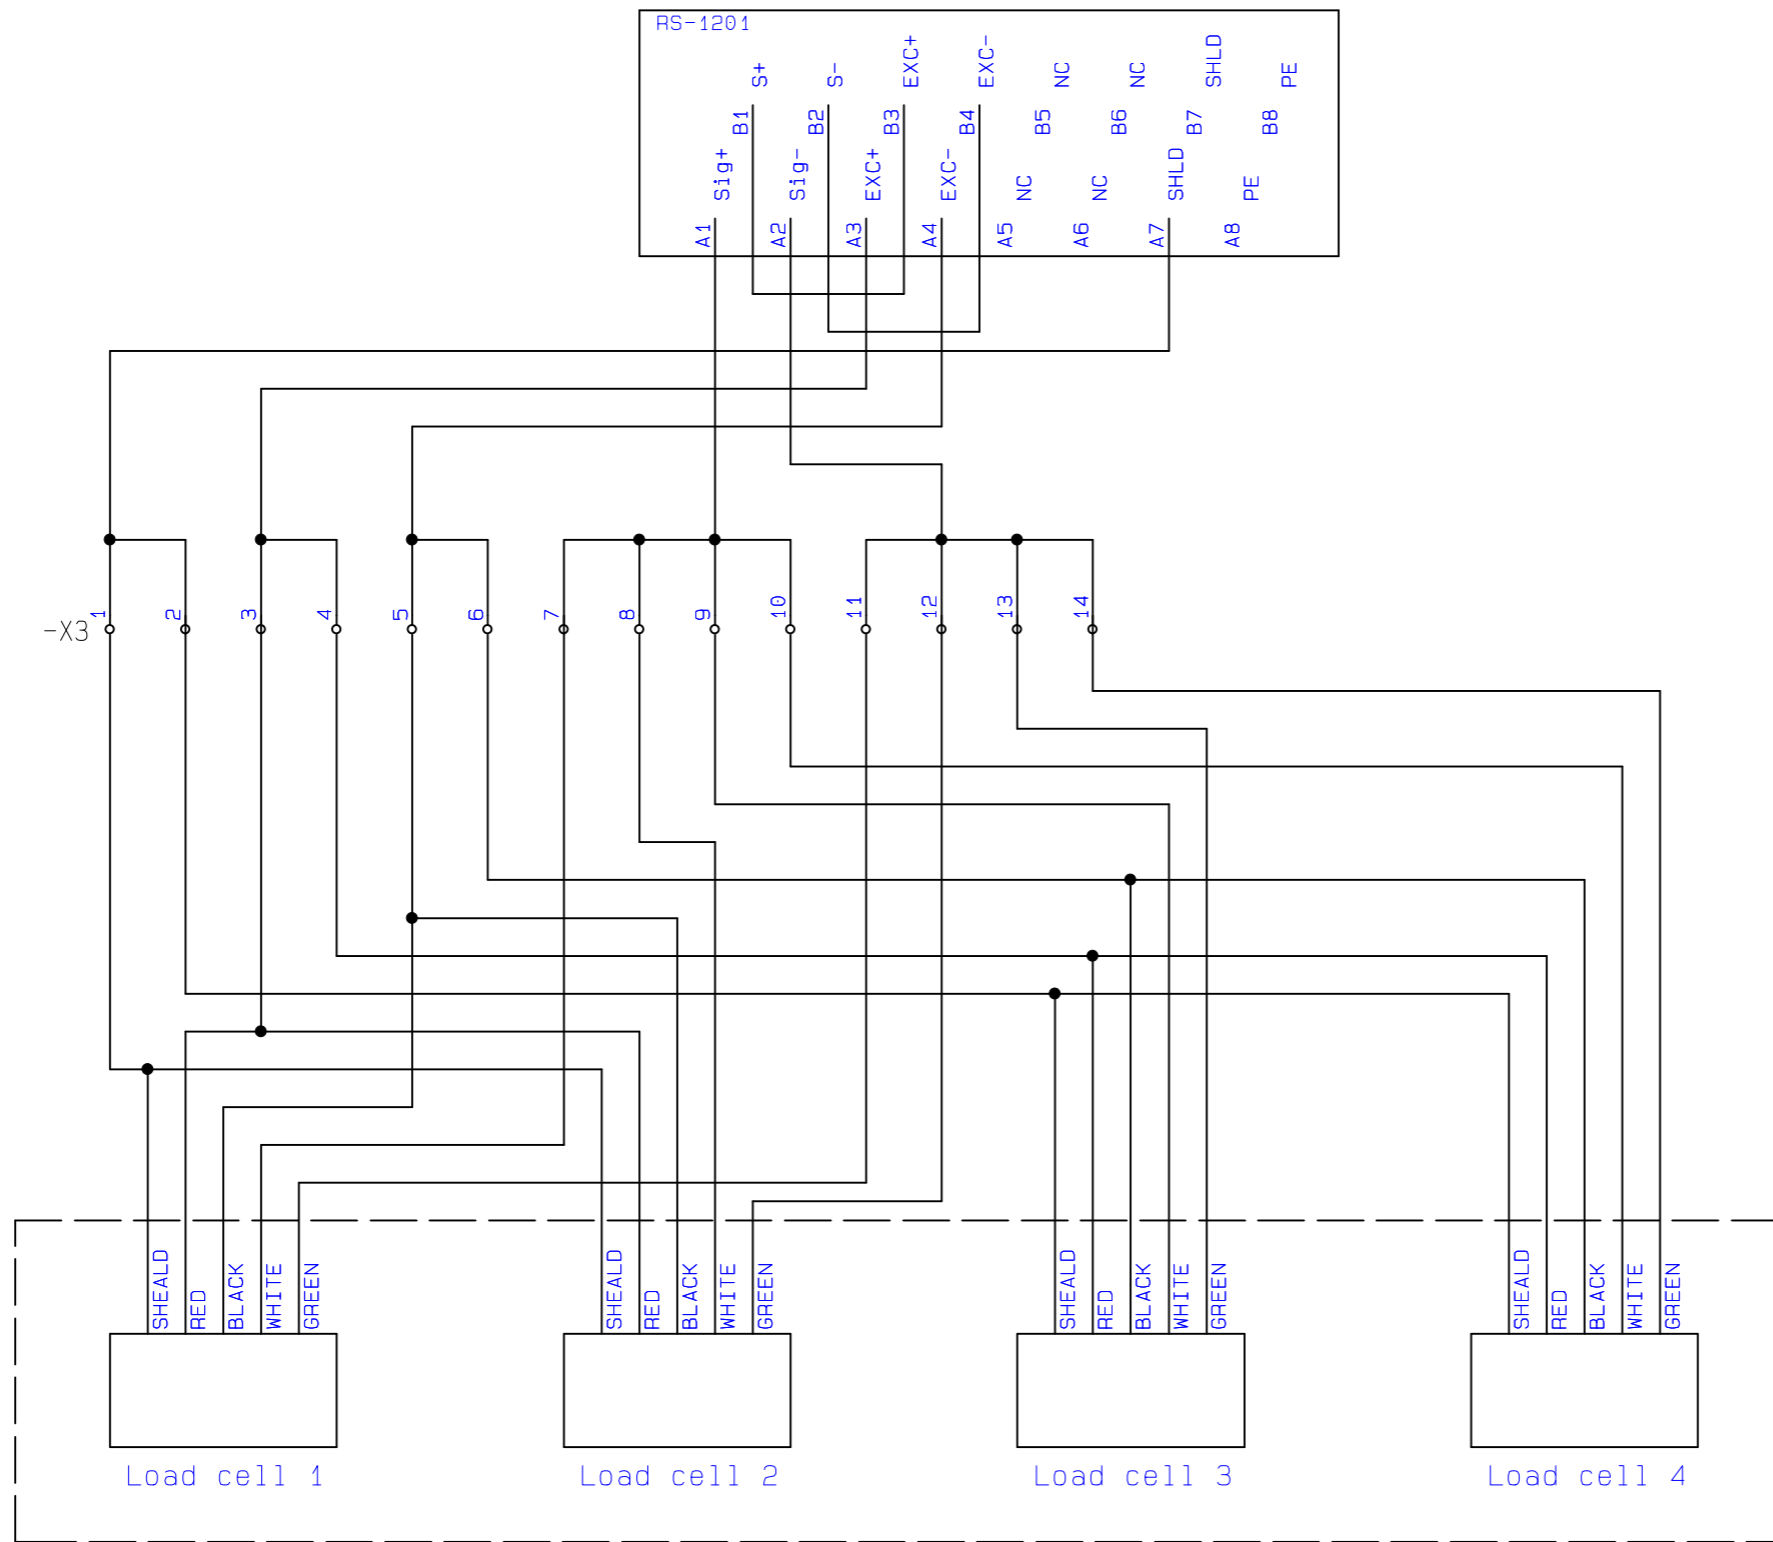 RS-1201
S+ S- EXC+ EXC- NC NC SHLD PE
B1 B2 B3 B4 B5 B6 B7 B8
Sig+ Sig- EXC+ EXC- NC NC SHLD PE
A1 A2 A3 A4 A5 A6 A7 A8
-X3 1 2 3 4 5 6 7 8 9 10 11 12 13 14
SHEALD RED BLACK WHITE GREEN
SHEALD RED BLACK WHITE GREEN
SHEALD RED BLACK WHITE GREEN
SHEALD RED BLACK WHITE GREEN
Load cell 1
Load cell 2
Load cell 3
Load cell 4